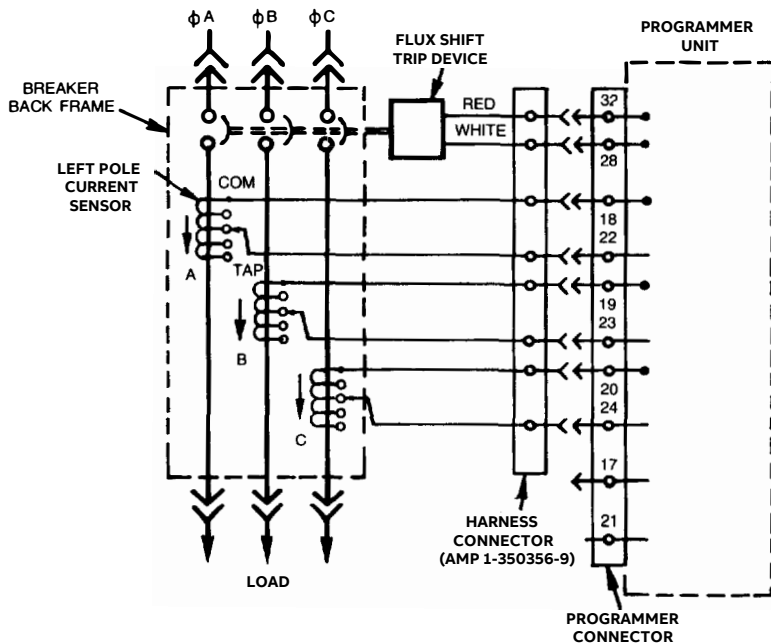 ϕA
ϕB
ϕC
PROGRAMMER
UNIT
FLUX SHIFT
TRIP DEVICE
BREAKER
BACK FRAME
RED
WHITE
32
28
LEFT POLE
CURRENT
SENSOR
COM
18
22
A
TAP
19
23
B
20
24
C
17
21
HARNESS
CONNECTOR
(AMP 1-350356-9)
LOAD
PROGRAMMER
CONNECTOR